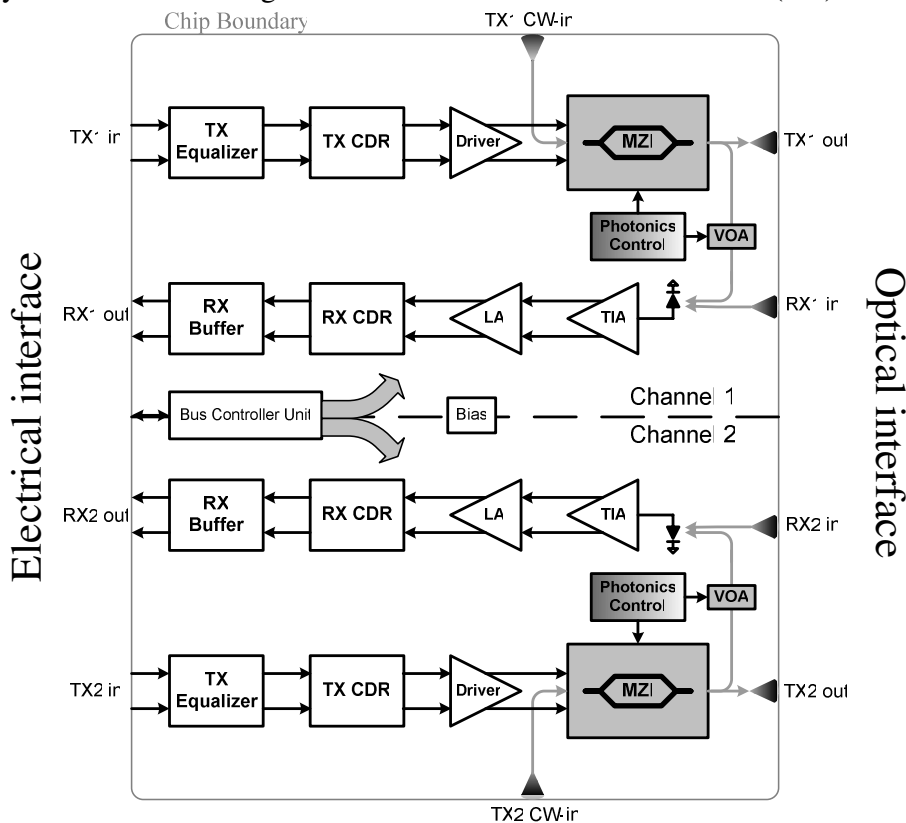 Chip Boundary
TX1 CW-in
TX1 in
TX
Equalizer
TX CDR
Driver
MZI
TX1 out
Photonics
Control
VOA
RX1 out
RX
Buffer
RX CDR
LA
TIA
RX1 in
Electrical interface
Optical interface
Bus Controller Unit
Bias
Channel 1
Channel 2
RX2 out
RX
Buffer
RX CDR
LA
TIA
RX2 in
Photonics
Control
VOA
TX2 in
TX
Equalizer
TX CDR
Driver
MZI
TX2 out
TX2 CW-in